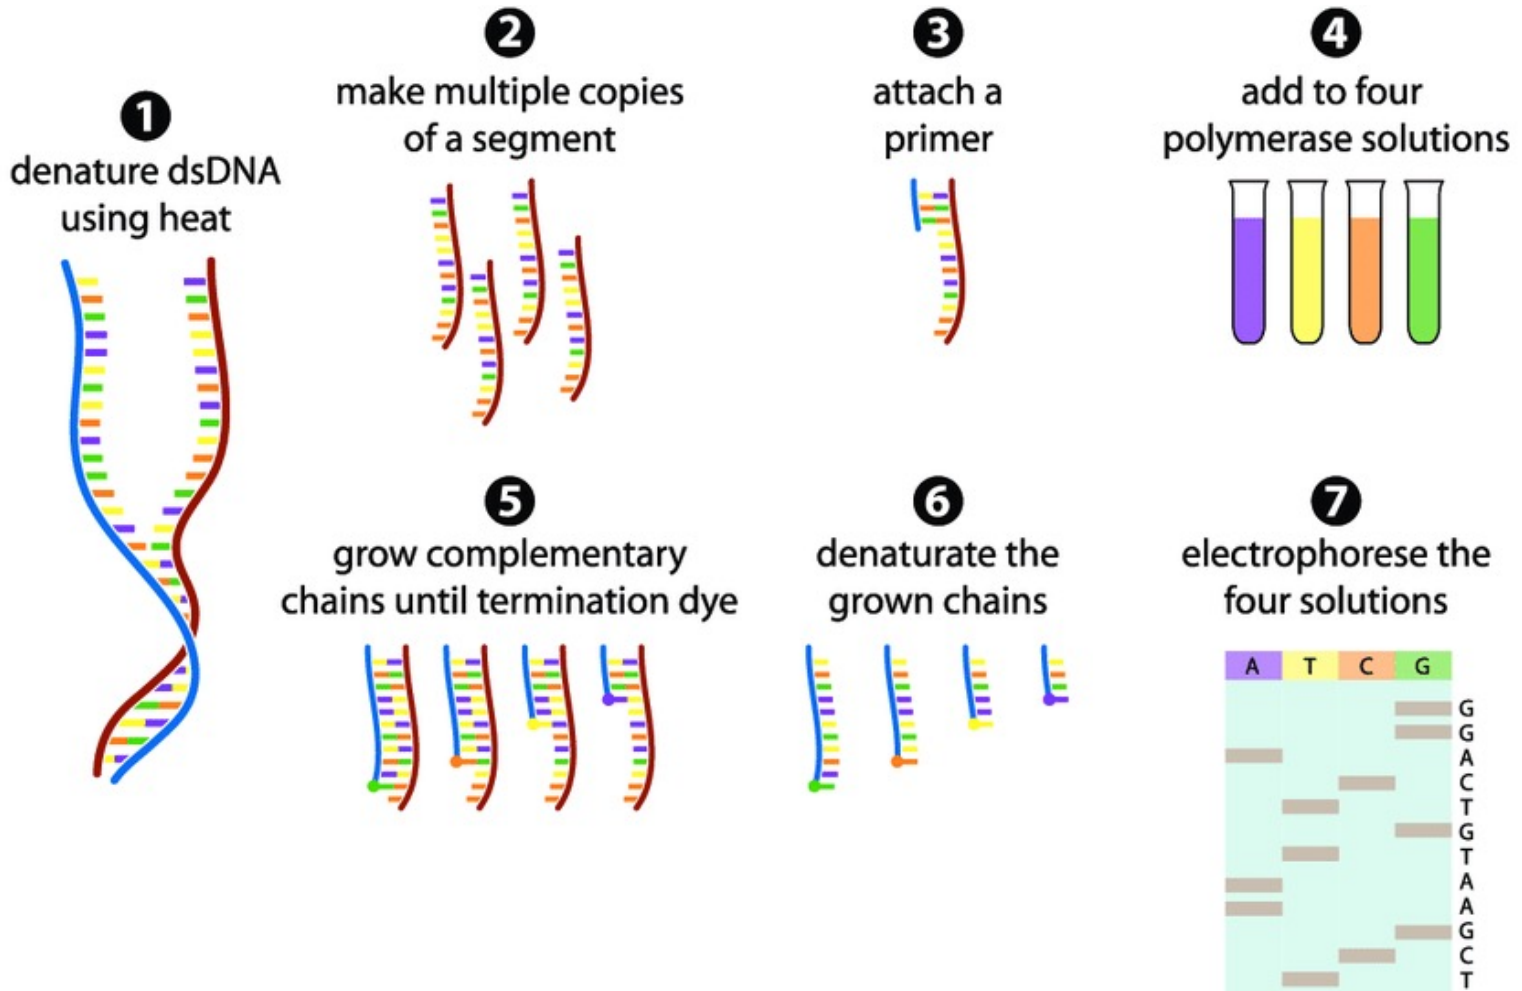 1
denature dsDNA
using heat
2
make multiple copies
of a segment
3
attach a
primer
4
add to four
polymerase solutions
5
grow complementary
chains until termination dye
6
denaturate the
grown chains
7
electrophorese the
four solutions
A T C G
G
G
A
C
T
G
T
A
A
G
C
T